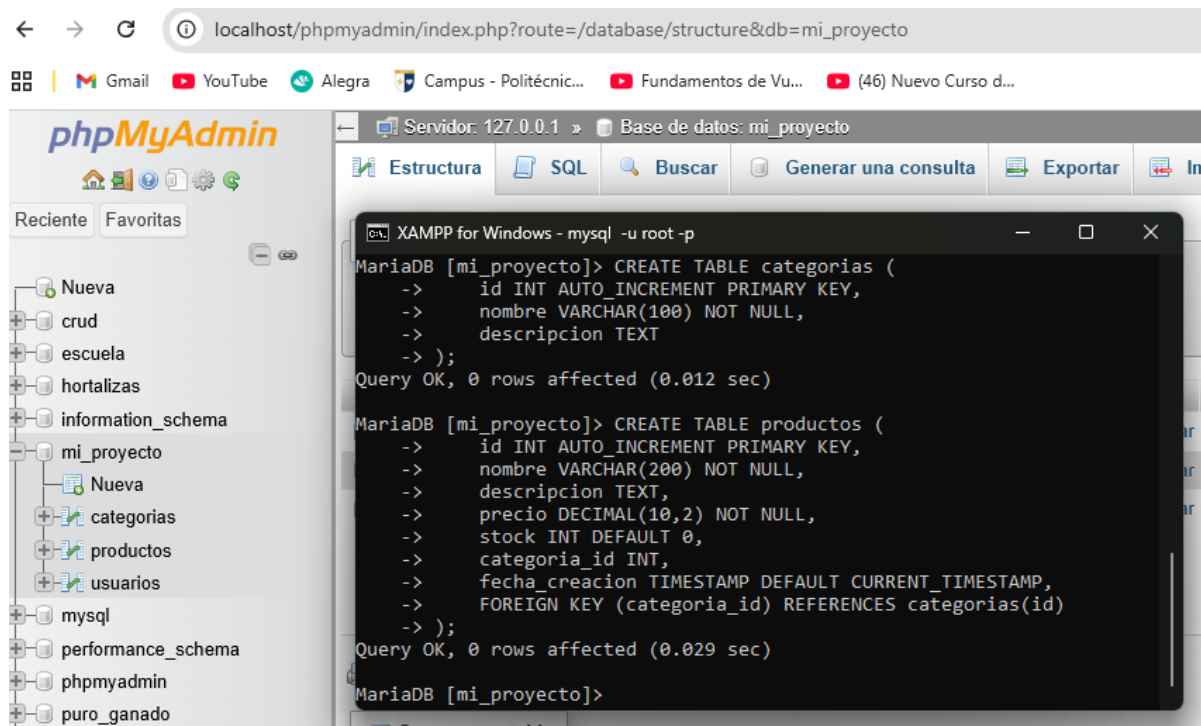 localhost/phpmyadmin/index.php?route=/database/structure&db=mi_proyecto
Gmail YouTube Alegra Campus - Politécnic... Fundamentos de Vu... (46) Nuevo Curso d...
phpMyAdmin
Reciente Favoritas
Nueva
crud
escuela
hortalizas
information_schema
mi_proyecto
Nueva
categorias
productos
usuarios
mysql
performance_schema
phpmyadmin
puro_ganado
Servidor: 127.0.0.1 » Base de datos: mi_proyecto
Estructura SQL Buscar Generar una consulta Exportar
XAMPP for Windows - mysql -u root -p
MariaDB [mi_proyecto]> CREATE TABLE categorias (
    ->     id INT AUTO_INCREMENT PRIMARY KEY,
    ->     nombre VARCHAR(100) NOT NULL,
    ->     descripcion TEXT
    -> );
Query OK, 0 rows affected (0.012 sec)
MariaDB [mi_proyecto]> CREATE TABLE productos (
    ->     id INT AUTO_INCREMENT PRIMARY KEY,
    ->     nombre VARCHAR(200) NOT NULL,
    ->     descripcion TEXT,
    ->     precio DECIMAL(10,2) NOT NULL,
    ->     stock INT DEFAULT 0,
    ->     categoria_id INT,
    ->     fecha_creacion TIMESTAMP DEFAULT CURRENT_TIMESTAMP,
    ->     FOREIGN KEY (categoria_id) REFERENCES categorias(id)
    -> );
Query OK, 0 rows affected (0.029 sec)
MariaDB [mi_proyecto]>